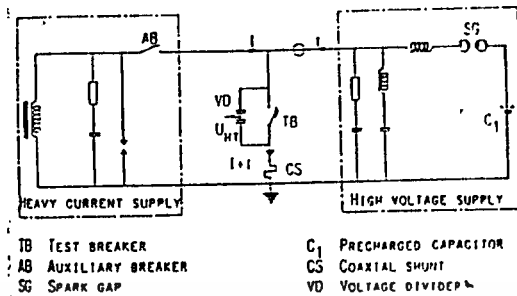 AB
I
I
SG
VD
U_HT
TB
C₁
I+I
CS
HEAVY CURRENT SUPPLY
HIGH VOLTAGE SUPPLY
TB TEST BREAKER
AB AUXILIARY BREAKER
SG SPARK GAP
C₁ PRECHARGED CAPACITOR
CS COAXIAL SHUNT
VD VOLTAGE DIVIDER